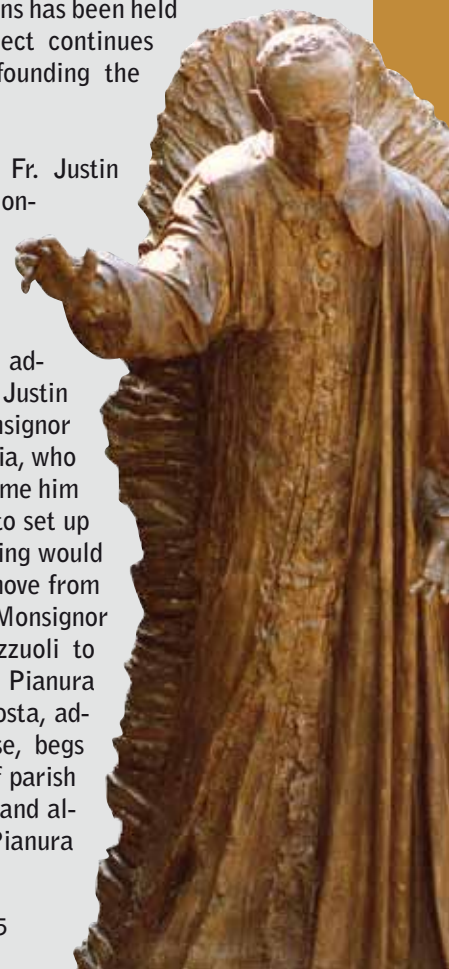 ns has been held
ect continues
founding the
Fr. Justin
on-
ad-
Justin
nsignor
ia, who
me him
to set up
ing would
nove from
Monsignor
zzuoli to
Pianura
osta, ad-
se, begs
f parish
and al-
Pianura
5